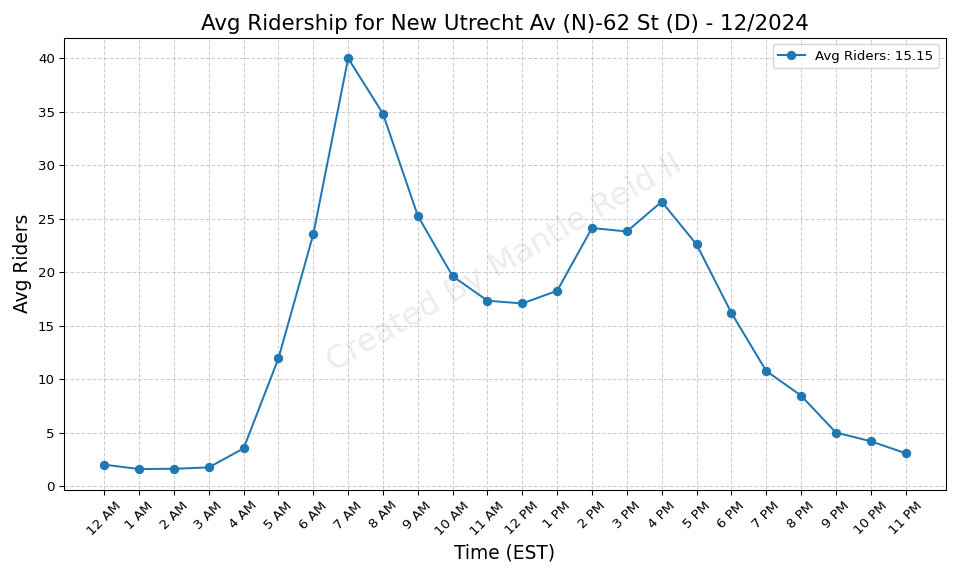 Avg Ridership for New Utrecht Av (N)-62 St (D) - 12/2024
Avg Riders: 15.15
40
35
30
25
20
15
10
5
0
Avg Riders
Created By Mantle Reid II
12 AM
1 AM
2 AM
3 AM
4 AM
5 AM
6 AM
7 AM
8 AM
9 AM
10 AM
11 AM
12 PM
1 PM
2 PM
3 PM
4 PM
5 PM
6 PM
7 PM
8 PM
9 PM
10 PM
11 PM
Time (EST)